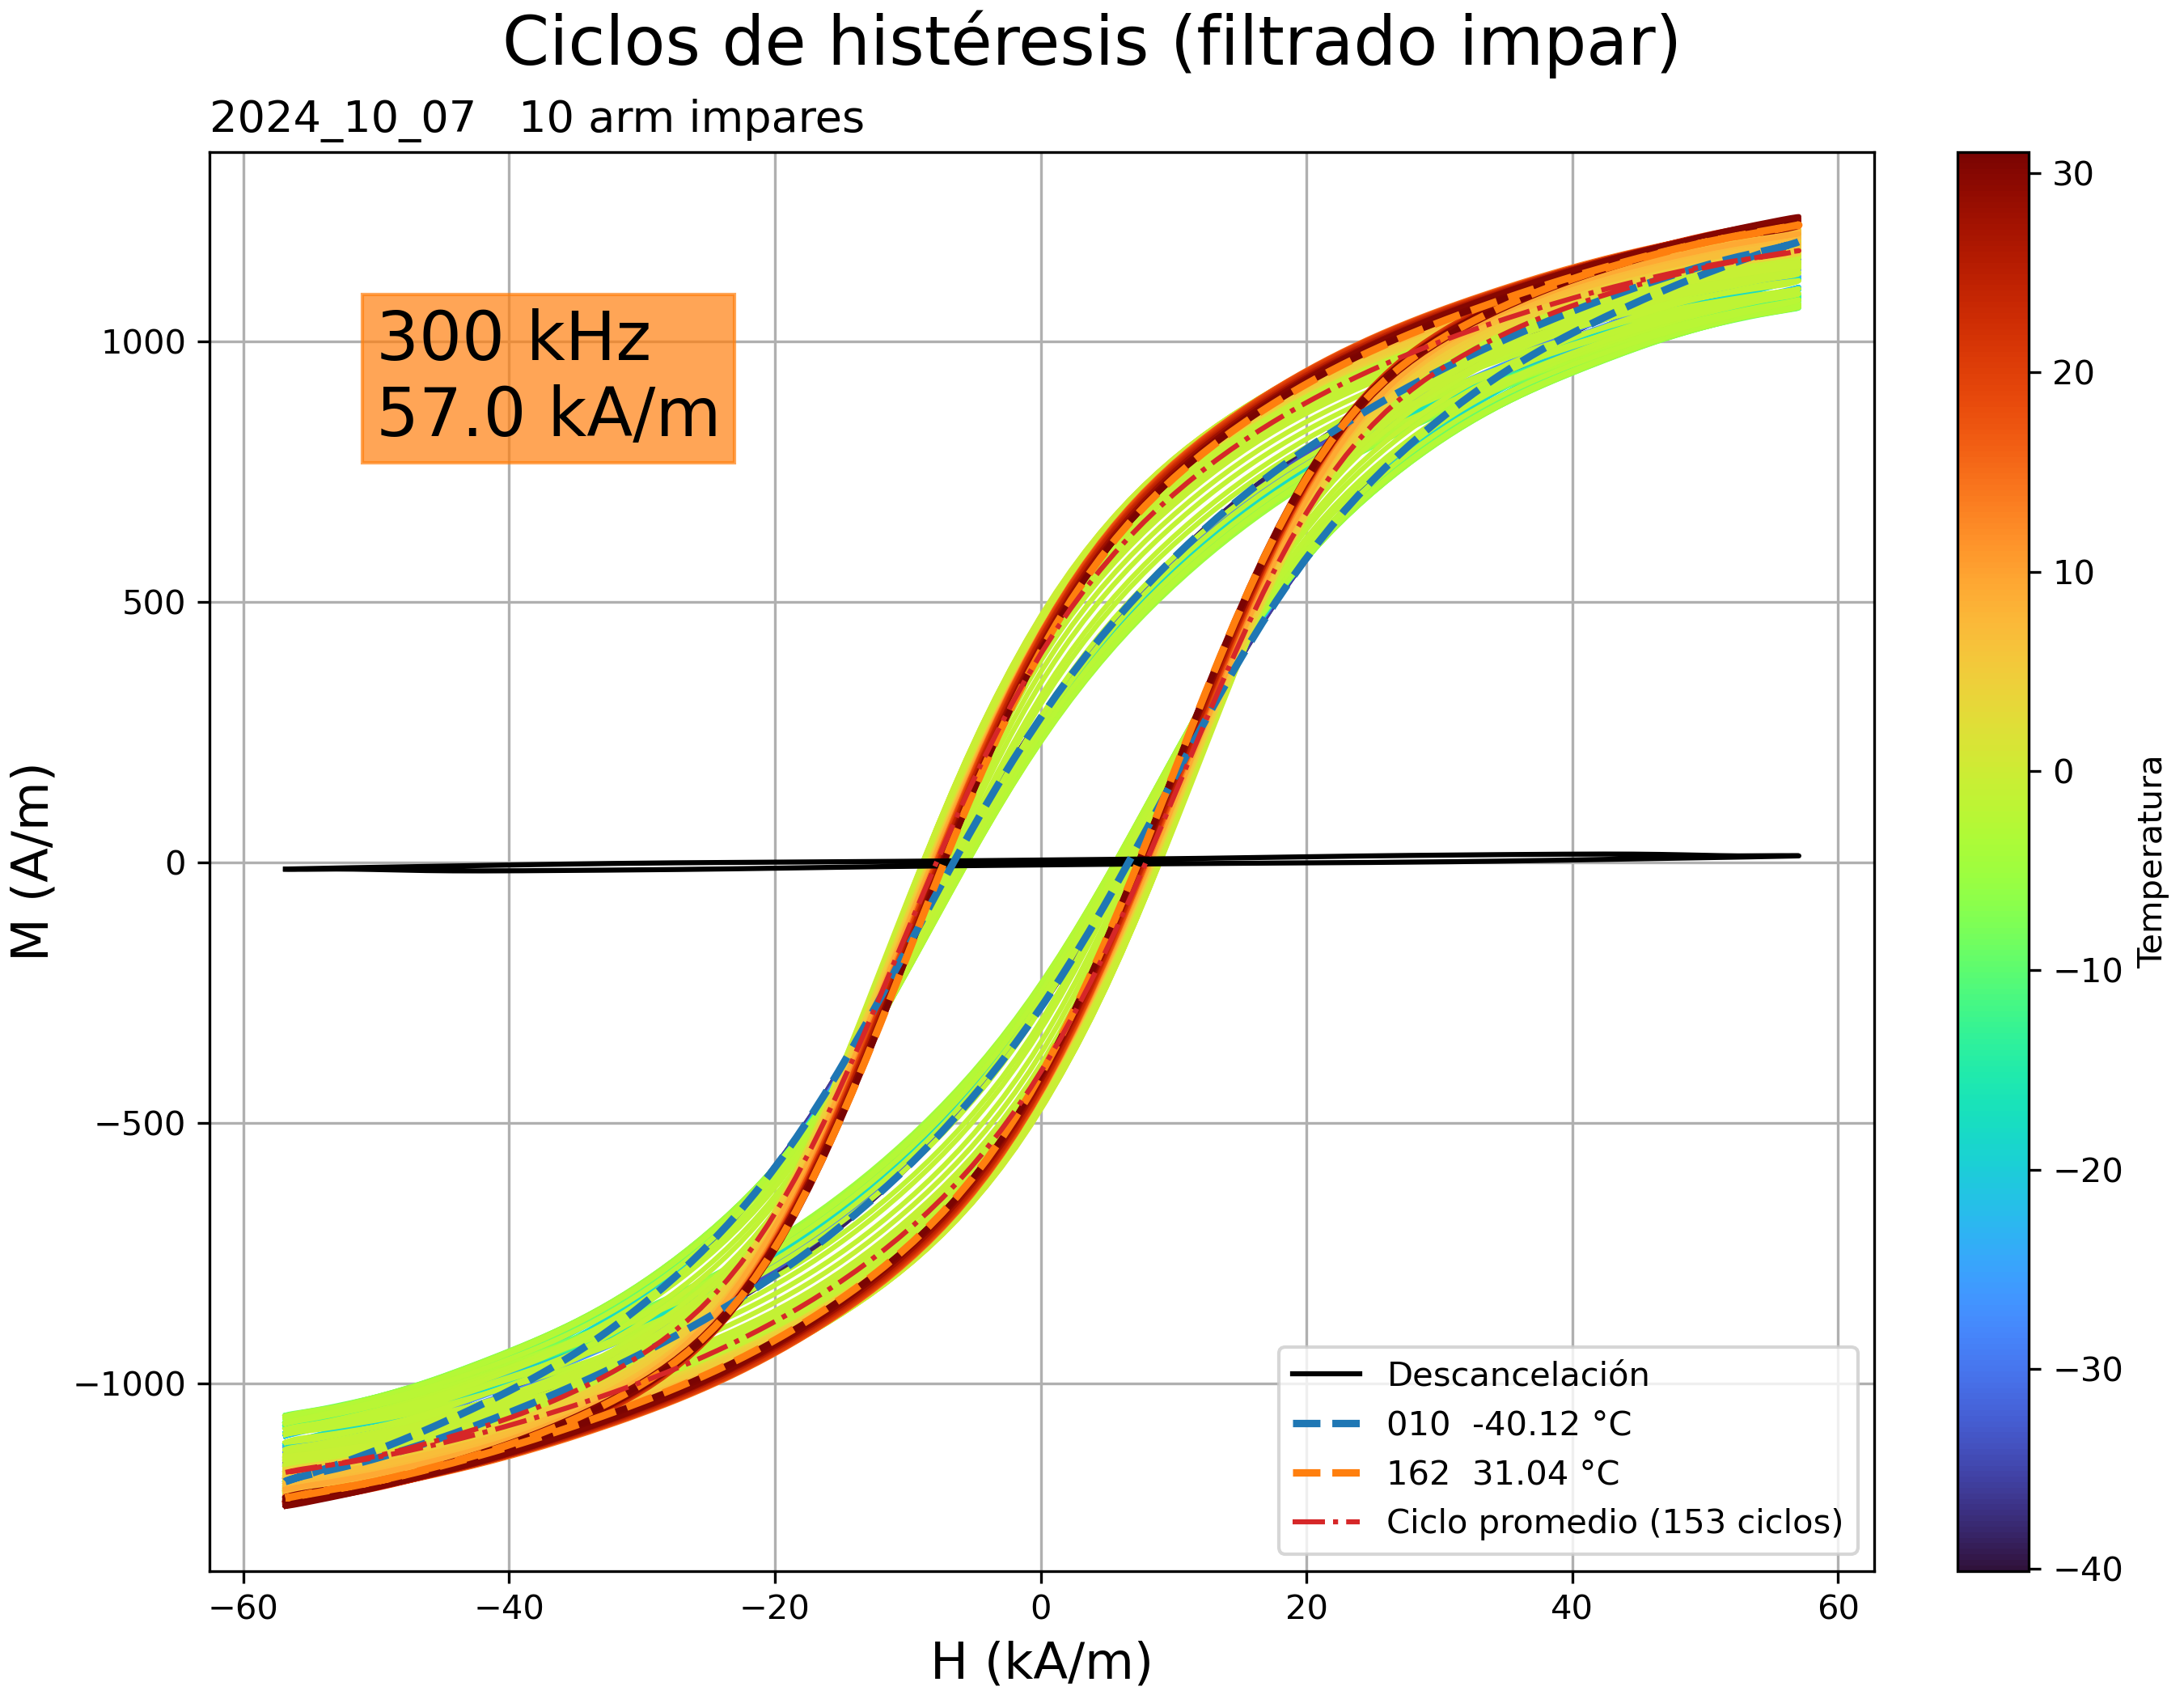 Ciclos de histéresis (filtrado impar)
2024_10_07   10 arm impares
300 kHz
57.0 kA/m
M (A/m)
1000
500
0
−500
−1000
−60
−40
−20
0
20
40
60
H (kA/m)
Descancelación
010  -40.12 °C
162  31.04 °C
Ciclo promedio (153 ciclos)
30
20
10
0
−10
−20
−30
−40
Temperatura